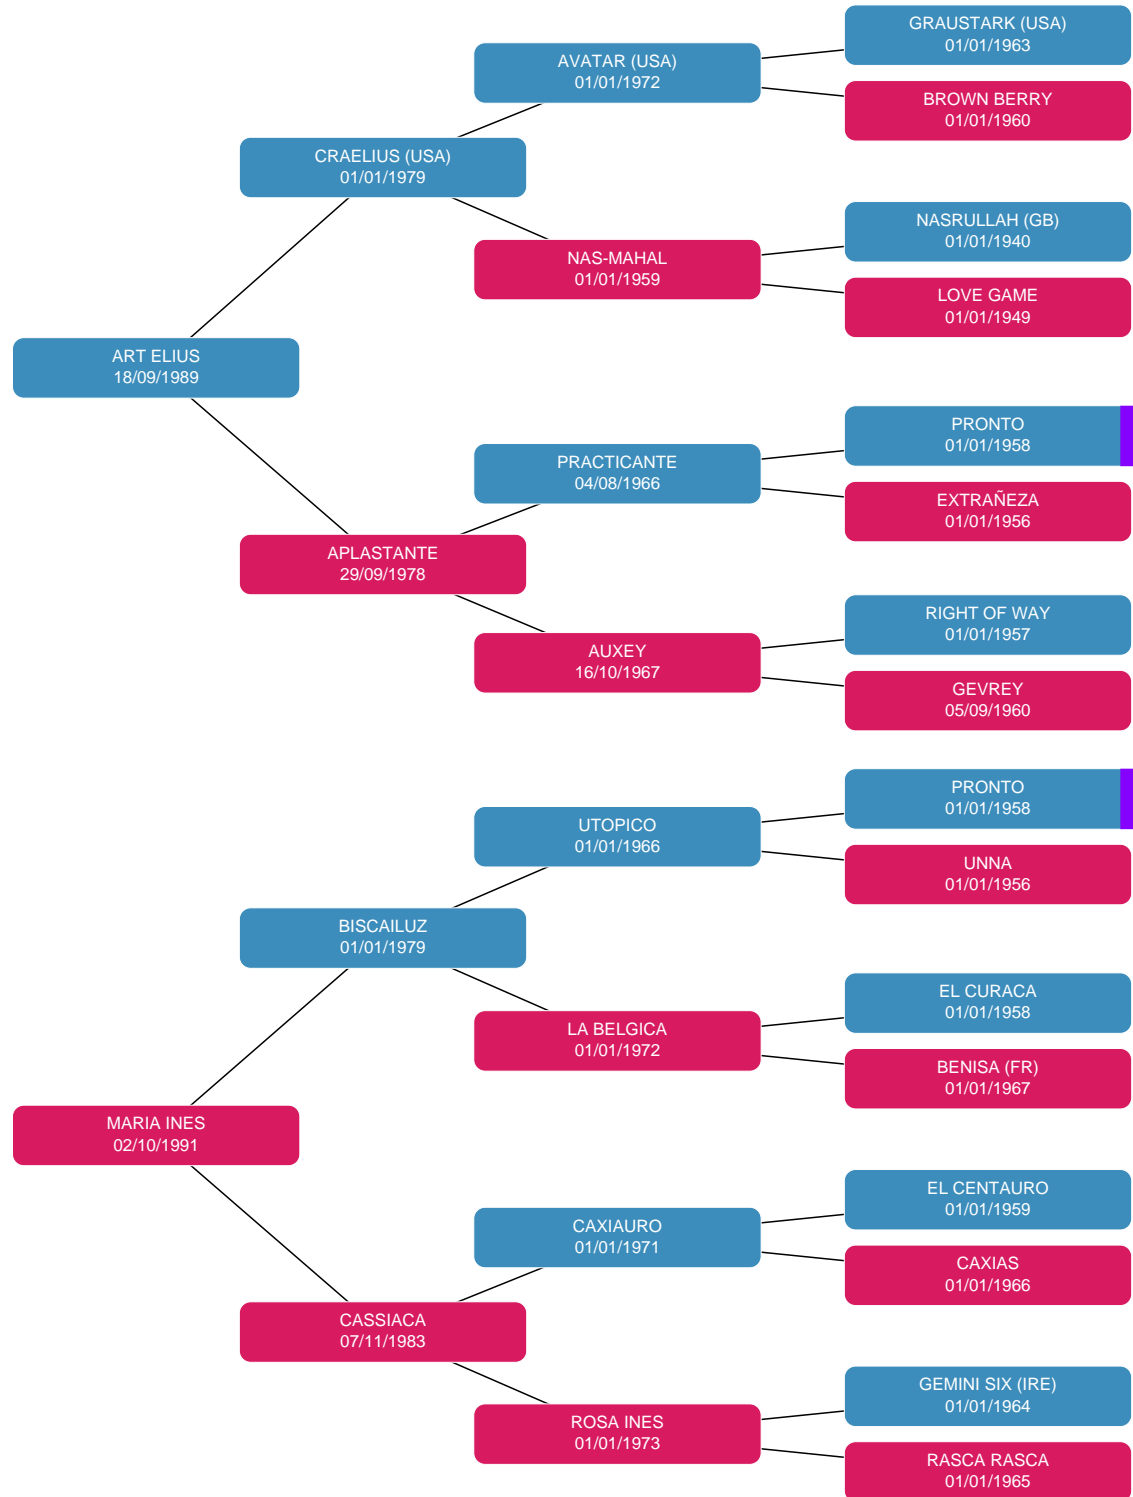 GRAUSTARK (USA)
01/01/1963
AVATAR (USA)
01/01/1972
BROWN BERRY
01/01/1960
CRAELIUS (USA)
01/01/1979
NASRULLAH (GB)
01/01/1940
NAS-MAHAL
01/01/1959
LOVE GAME
01/01/1949
ART ELIUS
18/09/1989
PRONTO
01/01/1958
PRACTICANTE
04/08/1966
EXTRAÑEZA
01/01/1956
APLASTANTE
29/09/1978
RIGHT OF WAY
01/01/1957
AUXEY
16/10/1967
GEVREY
05/09/1960
PRONTO
01/01/1958
UTOPICO
01/01/1966
UNNA
01/01/1956
BISCAILUZ
01/01/1979
EL CURACA
01/01/1958
LA BELGICA
01/01/1972
BENISA (FR)
01/01/1967
MARIA INES
02/10/1991
EL CENTAURO
01/01/1959
CAXIAURO
01/01/1971
CAXIAS
01/01/1966
CASSIACA
07/11/1983
GEMINI SIX (IRE)
01/01/1964
ROSA INES
01/01/1973
RASCA RASCA
01/01/1965